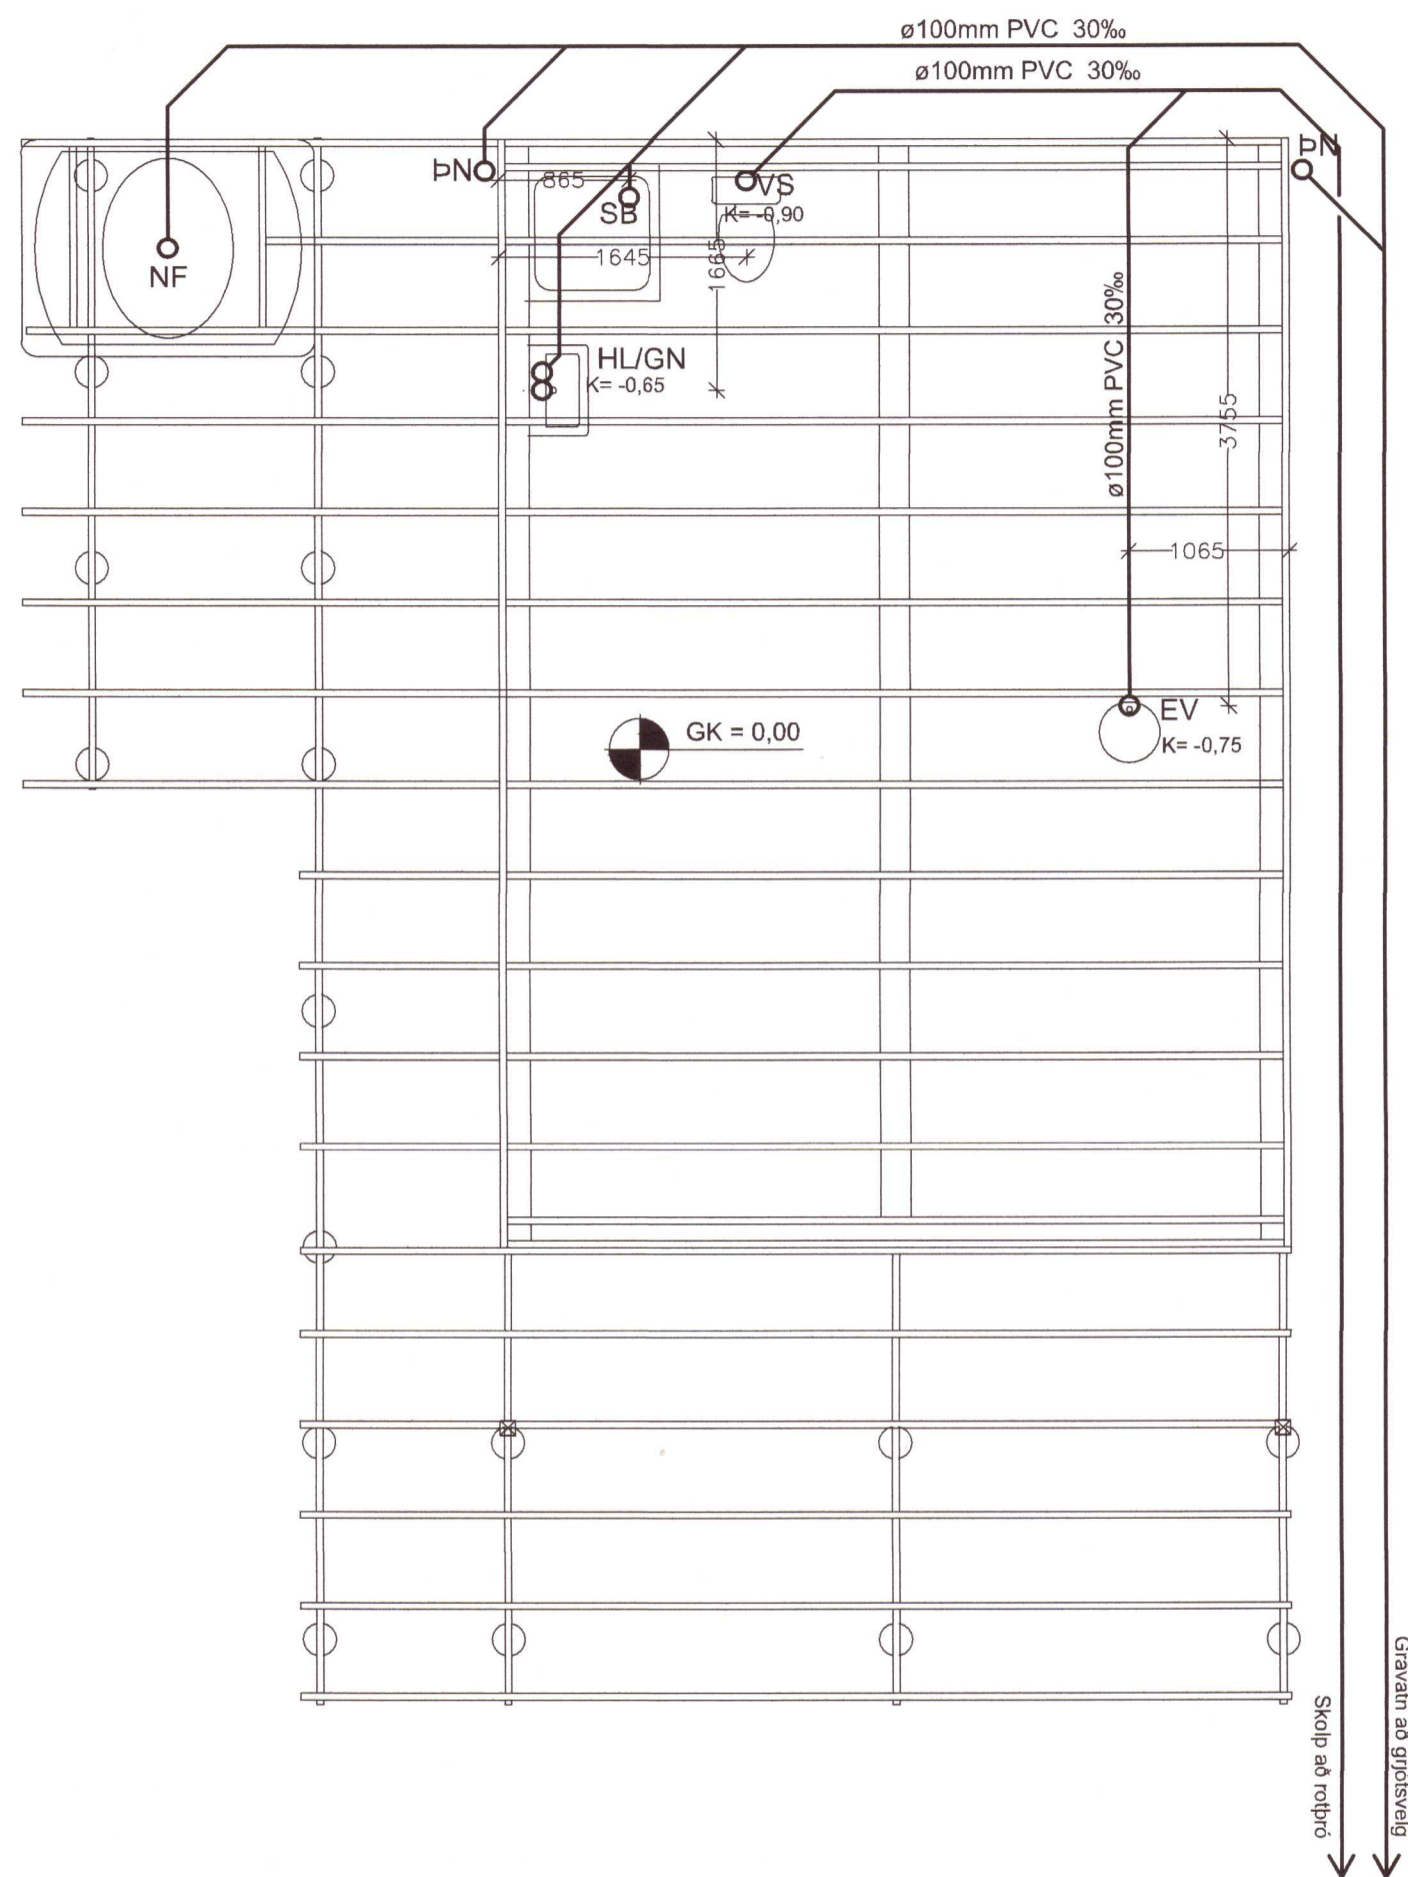 ø100mm PVC 30‰
ø100mm PVC 30‰
ÞN
ÞN
865
SB
VS
K= -0,90
NF
1645
1665
HL/GN
K= -0,65
ø100mm PVC 30‰
3755
1065
EV
K= -0,75
GK = 0,00
Grávatn að grjótsvelg
Skolp að rotþró